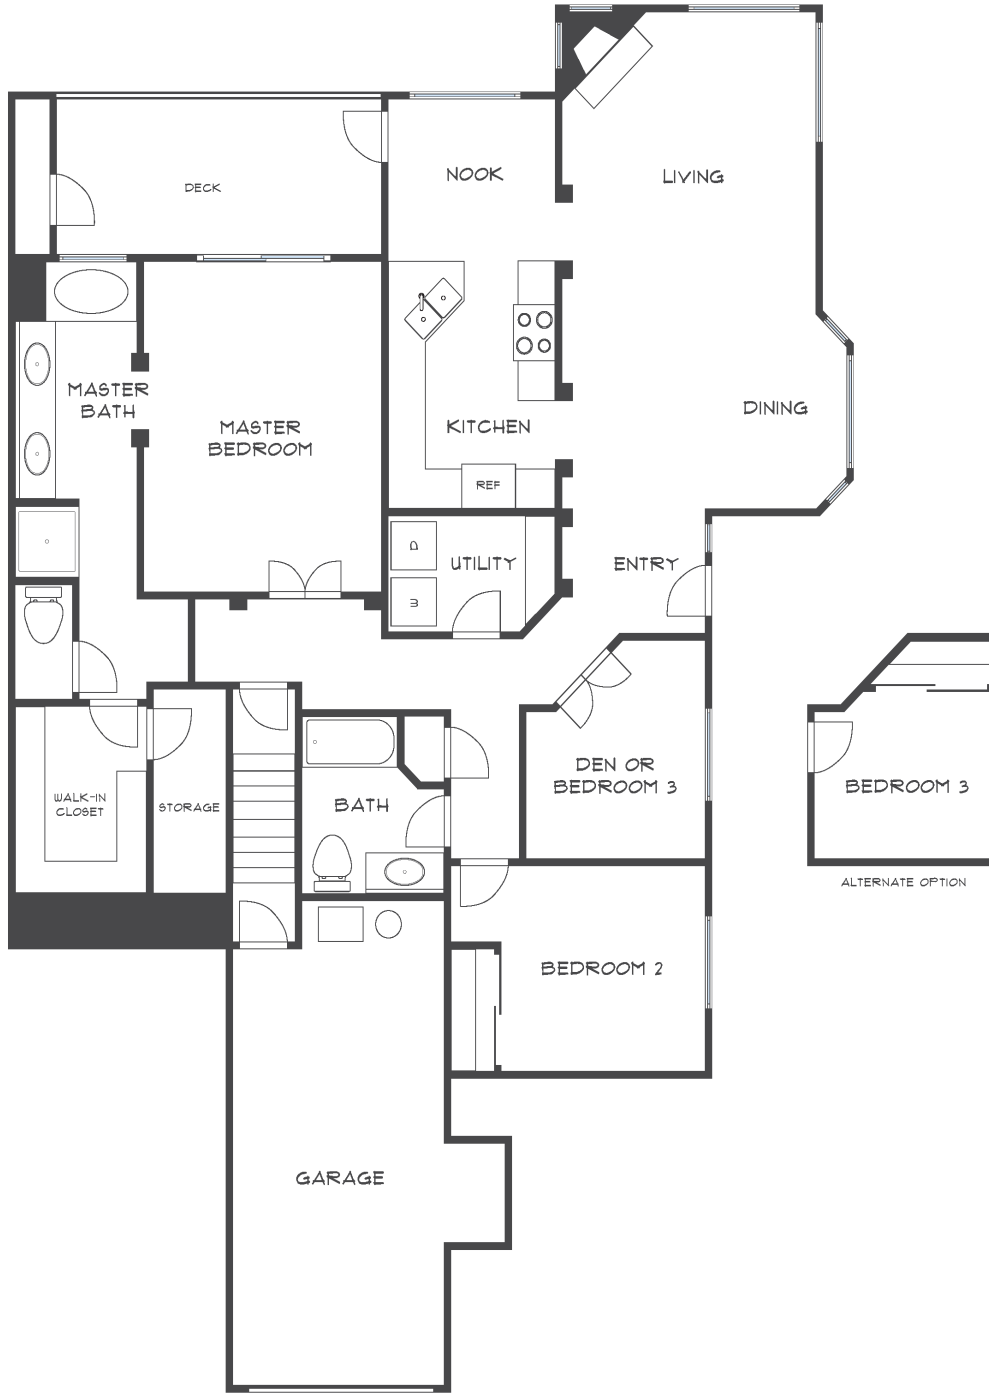 NOOK
LIVING
DECK
MASTER
BATH
MASTER
BEDROOM
DINING
KITCHEN
REF
D
UTILITY
ENTRY
W
DEN OR
BEDROOM 3
BEDROOM 3
WALK-IN
CLOSET
STORAGE
BATH
ALTERNATE OPTION
BEDROOM 2
GARAGE